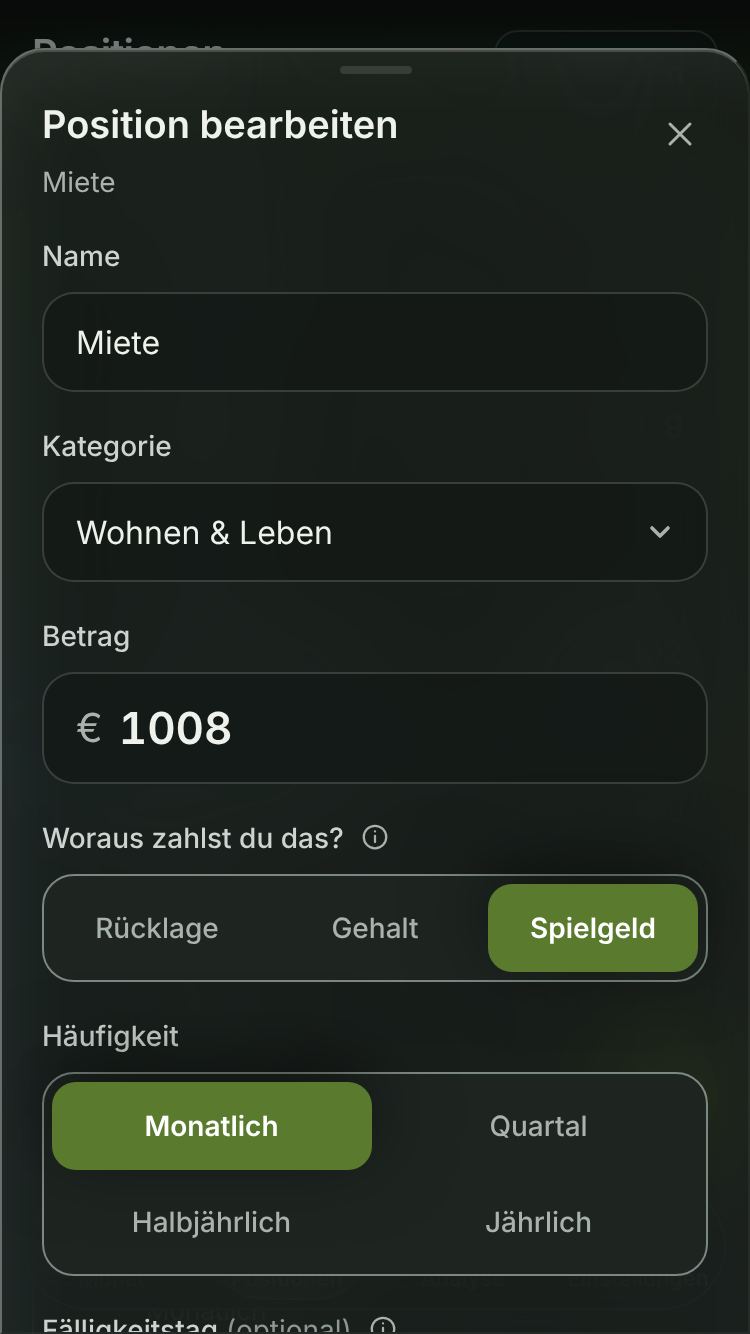 Positionen
Position bearbeiten
Miete
Name
Miete
Kategorie
Wohnen & Leben
Betrag
€ 1008
Woraus zahlst du das?
Rücklage Gehalt Spielgeld
Häufigkeit
Monatlich Quartal
Halbjährlich Jährlich
Fälligkeitstag (optional)